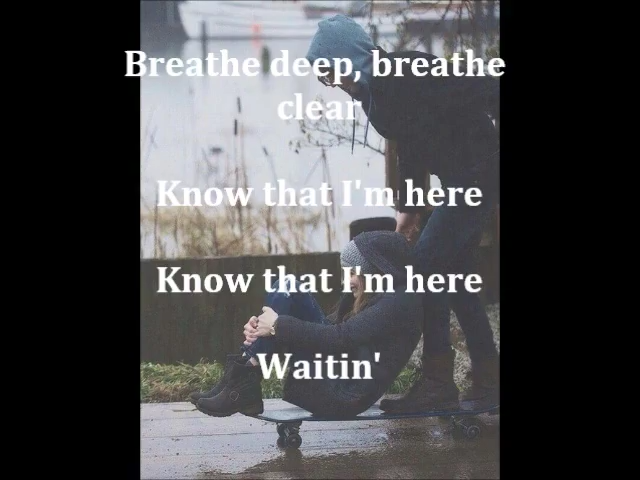 Breathe deep, breathe
clear
Know that I'm here
Know that I'm here
Waitin'